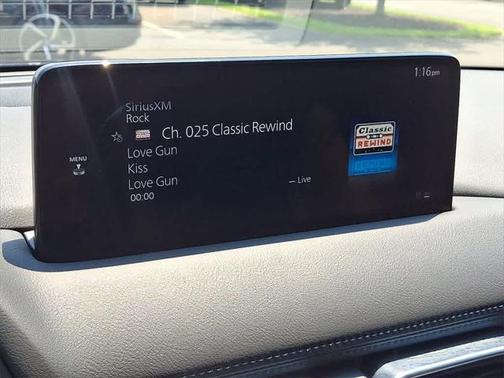 1:16pm
SiriusXM
Rock
Ch. 025 Classic Rewind
Classic
REWIND
Love Gun
MENU
Kiss
Love Gun
Live
00:00